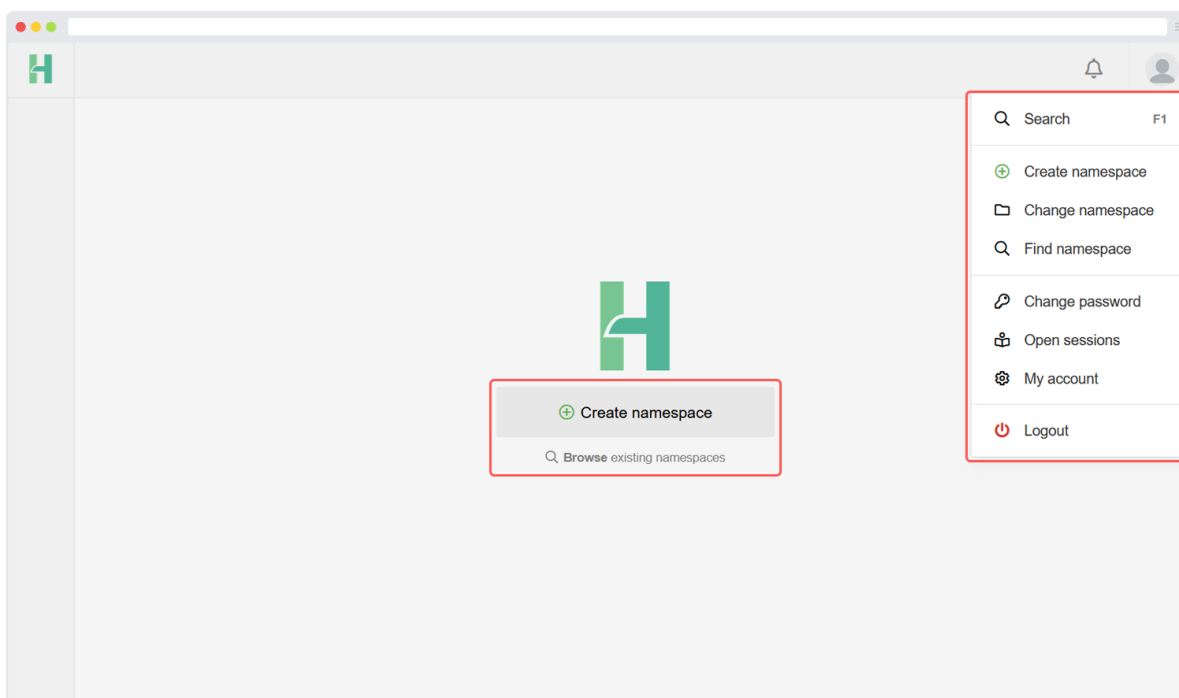 Search F1
Create namespace
Change namespace
Find namespace
Change password
Open sessions
My account
Logout
Create namespace
Browse existing namespaces